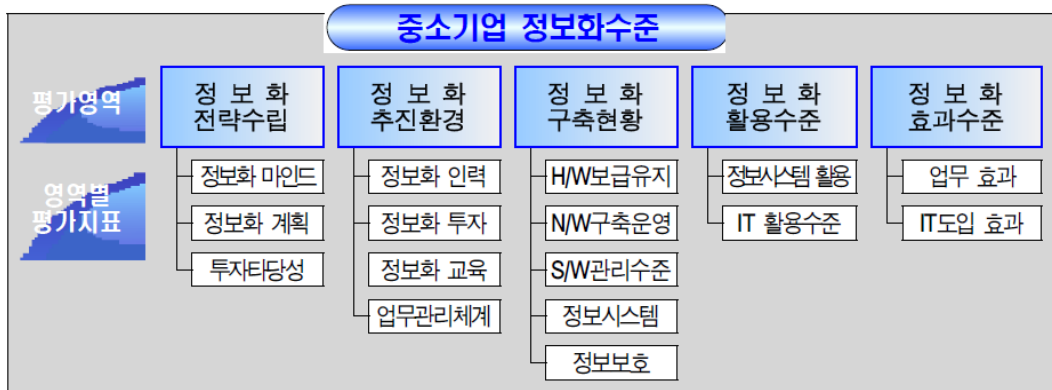 중소기업 정보화수준
평가영역
정 보 화
전략수립
정 보 화
추진환경
정 보 화
구축현황
정 보 화
활용수준
정 보 화
효과수준
영역별
평가지표
정보화 마인드
정보화 계획
투자타당성
정보화 인력
정보화 투자
정보화 교육
업무관리체계
H/W보급유지
N/W구축운영
S/W관리수준
정보시스템
정보보호
정보시스템 활용
IT 활용수준
업무 효과
IT도입 효과